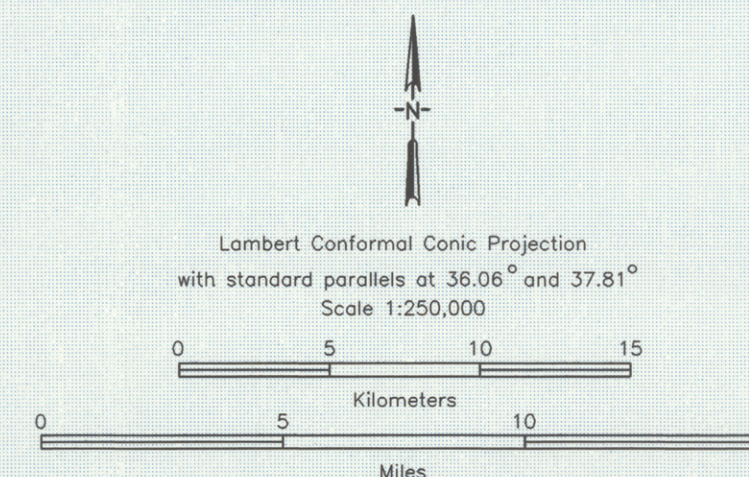 N
Lambert Conformal Conic Projection
with standard parallels at 36.06° and 37.81°
Scale 1:250,000
0 5 10 15
Kilometers
0 5 10
Miles